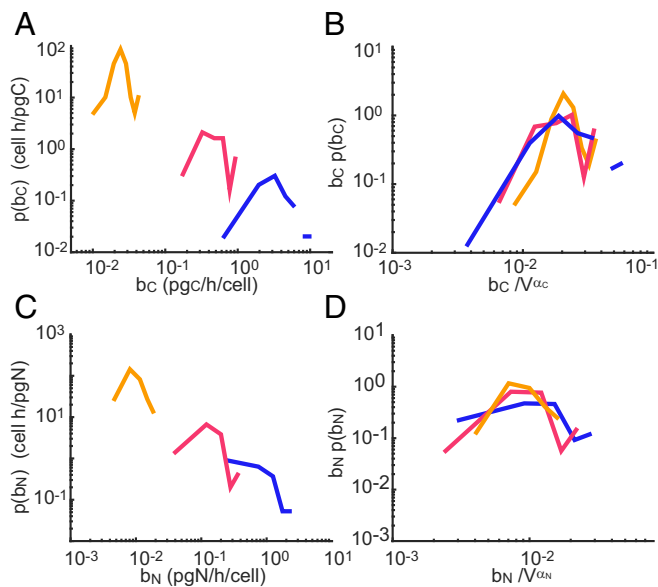 A
10²
10¹
10⁰
10⁻¹
10⁻²
p(bC) (cell h/pgC)
10⁻² 10⁻¹ 10⁰ 10¹
bC (pgC/h/cell)
B
10¹
10⁰
10⁻¹
10⁻²
bC p(bC)
10⁻³ 10⁻² 10⁻¹
bC /VαC
C
10³
10¹
10⁻¹
p(bN) (cell h/pgN)
10⁻³ 10⁻² 10⁻¹ 10⁰ 10¹
bN (pgN/h/cell)
D
10¹
10⁰
10⁻¹
10⁻²
10⁻³
bN p(bN)
10⁻³ 10⁻²
bN/VαN